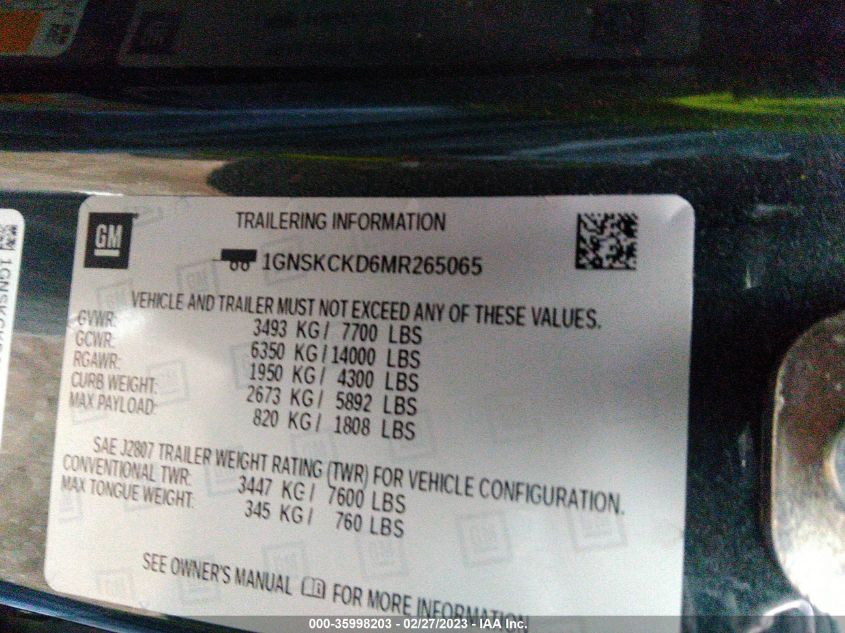 GM
TRAILERING INFORMATION
1GNSKCKD6MR265065
VEHICLE AND TRAILER MUST NOT EXCEED ANY OF THESE VALUES.
GVWR: 3493 KG / 7700 LBS
GCWR: 6350 KG / 14000 LBS
RGAWR: 1950 KG / 4300 LBS
CURB WEIGHT: 2673 KG / 5892 LBS
MAX PAYLOAD: 820 KG / 1808 LBS
SAE J2807 TRAILER WEIGHT RATING (TWR) FOR VEHICLE CONFIGURATION.
CONVENTIONAL TWR: 3447 KG / 7600 LBS
MAX TONGUE WEIGHT: 345 KG / 760 LBS
SEE OWNER'S MANUAL FOR MORE INFORMATION
000-35998203 - 02/27/2023 - IAA Inc.